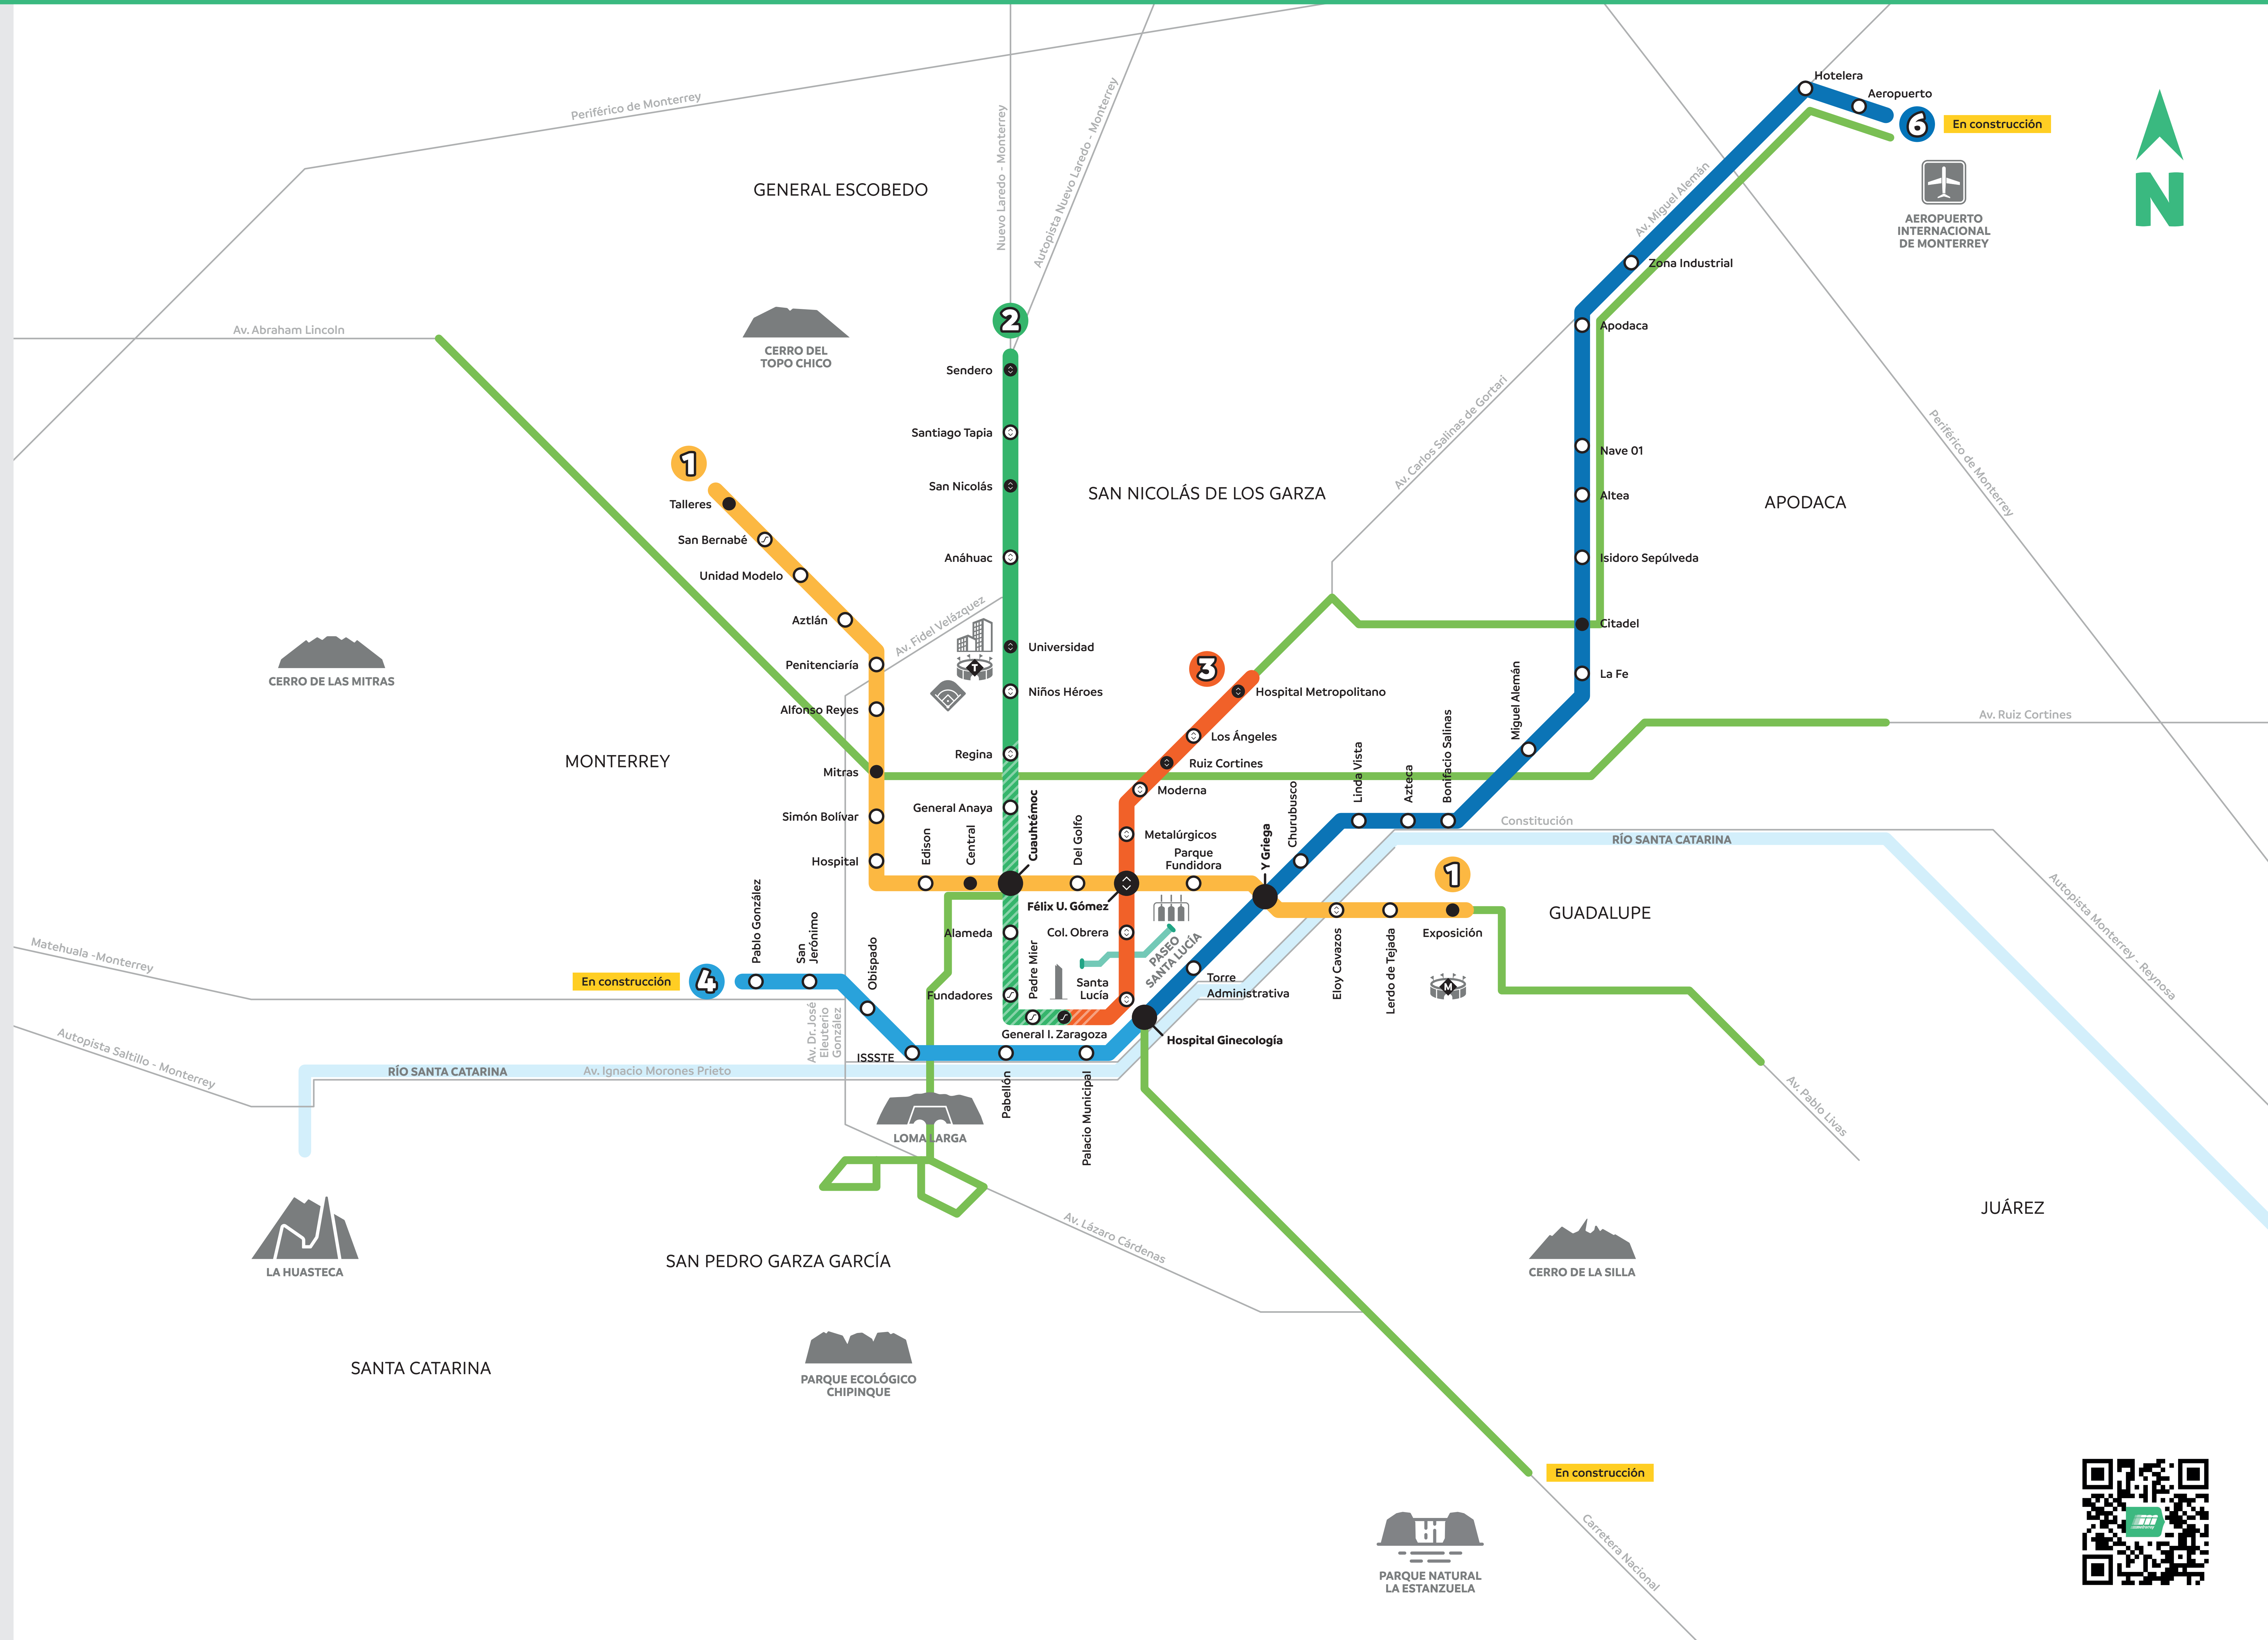 Hotelera
Aeropuerto
6
En construcción
N
AEROPUERTO
INTERNACIONAL
DE MONTERREY
Periférico de Monterrey
Nuevo Laredo - Monterrey
Autopista Nuevo Laredo - Monterrey
GENERAL ESCOBEDO
Av. Miguel Alemán
Zona Industrial
Av. Abraham Lincoln
CERRO DEL
TOPO CHICO
2
Apodaca
Sendero
Santiago Tapia
San Nicolás
Anáhuac
Universidad
Niños Héroes
Regina
General Anaya
Cuauhtémoc
Alameda
Fundadores
Padre Mier
General I. Zaragoza
Av. Carlos Salinas de Gortari
Periférico de Monterrey
SAN NICOLÁS DE LOS GARZA
APODACA
Nave 01
Altea
Isidoro Sepúlveda
Citadel
La Fe
Miguel Alemán
Bonifacio Salinas
Azteca
Linda Vista
Churubusco
Y Griega
1
Talleres
San Bernabé
Unidad Modelo
Aztlán
Penitenciaría
Alfonso Reyes
Mitras
Simón Bolívar
Hospital
Edison
Central
Del Golfo
Félix U. Gómez
Parque
Fundidora
Av. Fidel Velázquez
T
CERRO DE LAS MITRAS
MONTERREY
3
Hospital Metropolitano
Los Ángeles
Ruiz Cortines
Moderna
Metalúrgicos
Col. Obrera
Santa
Lucía
PASEO
SANTA LUCÍA
Av. Ruiz Cortines
Constitución
RÍO SANTA CATARINA
1
GUADALUPE
Eloy Cavazos
Lerdo de Tejada
Exposición
M
Autopista Monterrey - Reynosa
Torre
Administrativa
Hospital Ginecología
Matehuala -Monterrey
En construcción
4
Pablo González
San
Jerónimo
Obispado
ISSSTE
Pabellón
Palacio Municipal
Av. Dr. José
Eleuterio
González
Autopista Saltillo - Monterrey
RÍO SANTA CATARINA
Av. Ignacio Morones Prieto
LOMA LARGA
Av. Pablo Livas
JUÁREZ
LA HUASTECA
SAN PEDRO GARZA GARCÍA
Av. Lázaro Cárdenas
CERRO DE LA SILLA
SANTA CATARINA
PARQUE ECOLÓGICO
CHIPINQUE
En construcción
PARQUE NATURAL
LA ESTANZUELA
Carretera Nacional